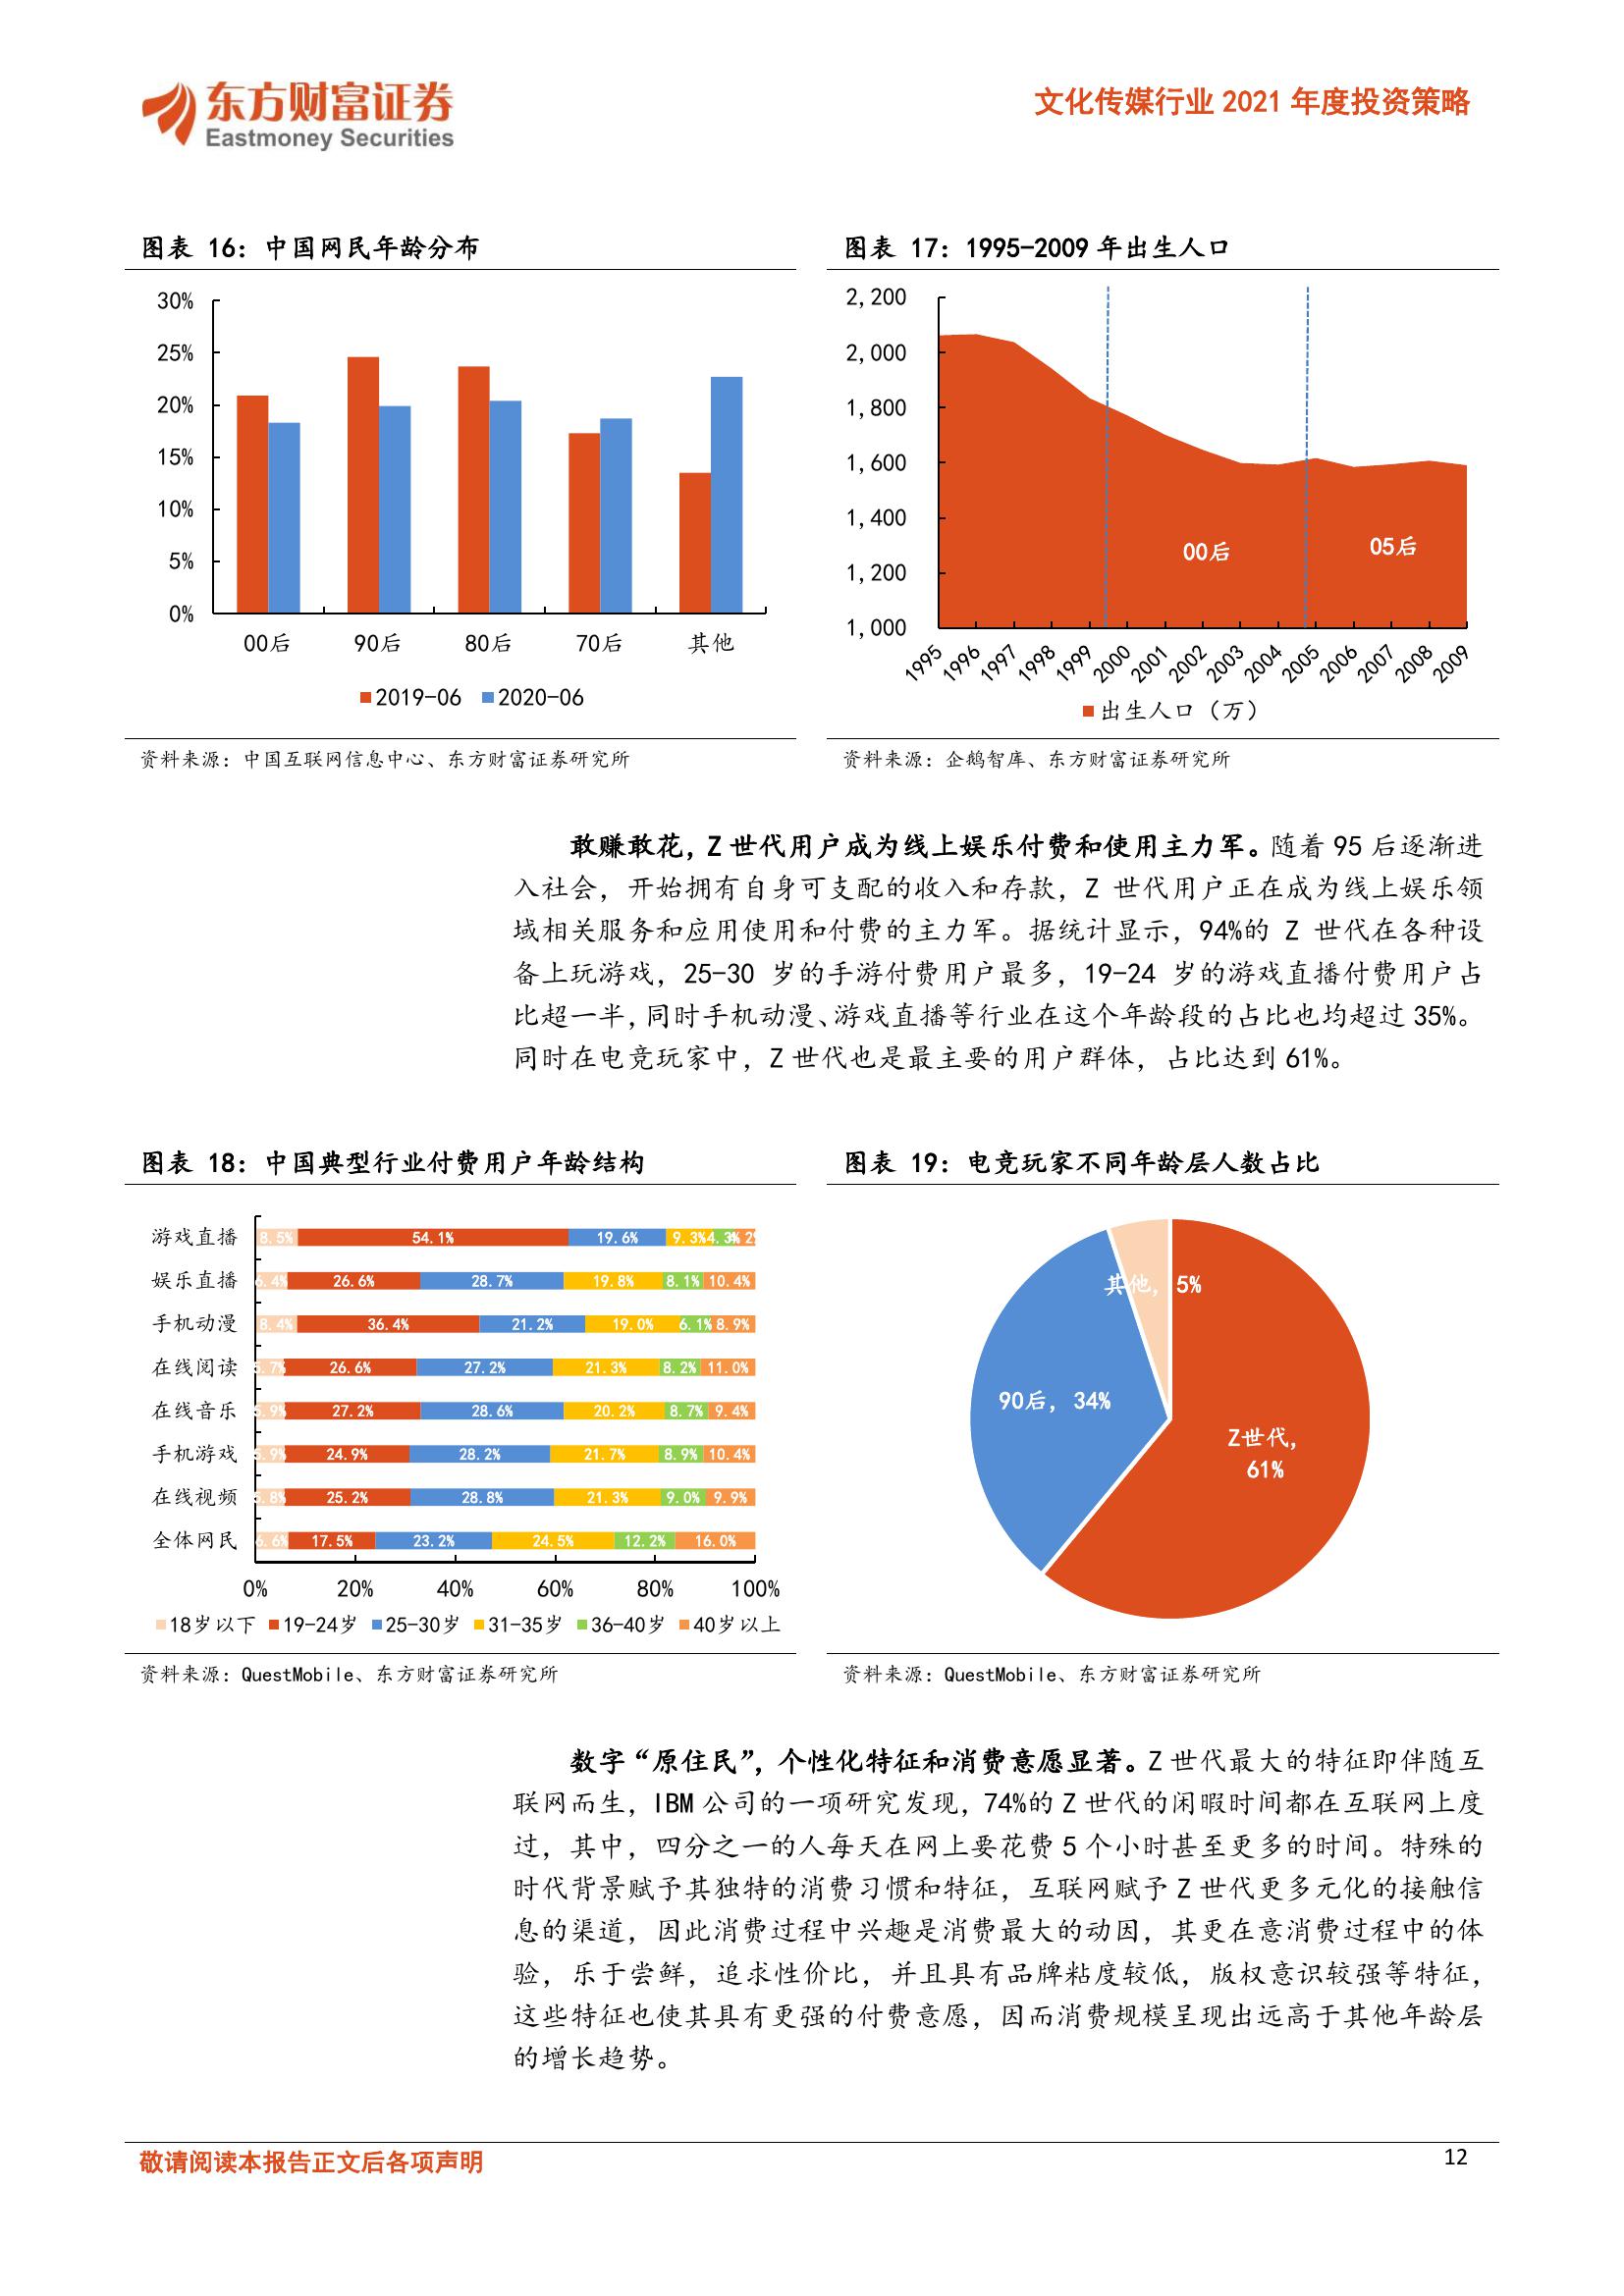 东方财富证券
Eastmoney Securities
文化传媒行业 2021 年度投资策略
图表 16：中国网民年龄分布
30%
25%
20%
15%
10%
5%
0%
00后 90后 80后 70后 其他
2019-06 2020-06
资料来源：中国互联网信息中心、东方财富证券研究所
图表 17：1995-2009 年出生人口
2,200
2,000
1,800
1,600
1,400
1,200
1,000
00后 05后
1995 1996 1997 1998 1999 2000 2001 2002 2003 2004 2005 2006 2007 2008 2009
出生人口（万）
资料来源：企鹅智库、东方财富证券研究所
敢赚敢花，Z 世代用户成为线上娱乐付费和使用主力军。随着 95 后逐渐进
入社会，开始拥有自身可支配的收入和存款，Z 世代用户正在成为线上娱乐领
域相关服务和应用使用和付费的主力军。据统计显示，94%的 Z 世代在各种设
备上玩游戏，25-30 岁的手游付费用户最多，19-24 岁的游戏直播付费用户占
比超一半，同时手机动漫、游戏直播等行业在这个年龄段的占比也均超过 35%。
同时在电竞玩家中，Z 世代也是最主要的用户群体，占比达到 61%。
图表 18：中国典型行业付费用户年龄结构
游戏直播 8.5% 54.1% 19.6% 9.3% 4.3%
娱乐直播 6.4% 26.6% 28.7% 19.8% 8.1% 10.4%
手机动漫 8.4% 36.4% 21.2% 19.0% 6.1% 8.9%
在线阅读 5.7% 26.6% 27.2% 21.3% 8.2% 11.0%
在线音乐 5.9% 27.2% 28.6% 20.2% 8.7% 9.4%
手机游戏 5.9% 24.9% 28.2% 21.7% 8.9% 10.4%
在线视频 5.8% 25.2% 28.8% 21.3% 9.0% 9.9%
全体网民 6.6% 17.5% 23.2% 24.5% 12.2% 16.0%
0% 20% 40% 60% 80% 100%
18岁以下 19-24岁 25-30岁 31-35岁 36-40岁 40岁以上
资料来源：QuestMobile、东方财富证券研究所
图表 19：电竞玩家不同年龄层人数占比
其他，5%
90后，34%
Z世代，
61%
资料来源：QuestMobile、东方财富证券研究所
数字“原住民”，个性化特征和消费意愿显著。Z 世代最大的特征即伴随互
联网而生，IBM 公司的一项研究发现，74%的 Z 世代的闲暇时间都在互联网上度
过，其中，四分之一的人每天在网上要花费 5 个小时甚至更多的时间。特殊的
时代背景赋予其独特的消费习惯和特征，互联网赋予 Z 世代更多元化的接触信
息的渠道，因此消费过程中兴趣是消费最大的动因，其更在意消费过程中的体
验，乐于尝鲜，追求性价比，并且具有品牌粘度较低，版权意识较强等特征，
这些特征也使其具有更强的付费意愿，因而消费规模呈现出远高于其他年龄层
的增长趋势。
敬请阅读本报告正文后各项声明
12